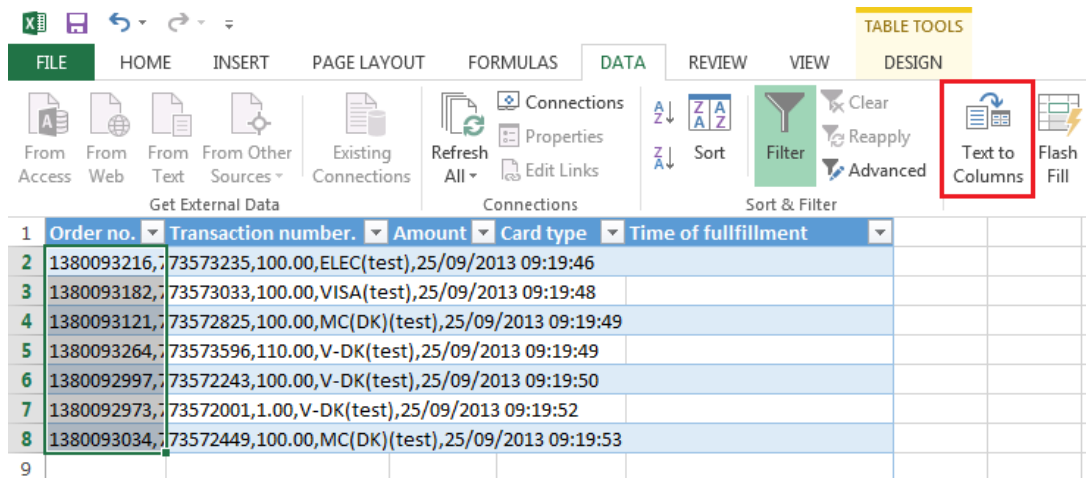 TABLE TOOLS
FILE HOME INSERT PAGE LAYOUT FORMULAS DATA REVIEW VIEW DESIGN
From Access
From Web
From Text
From Other Sources
Existing Connections
Get External Data
Refresh All
Connections
Properties
Edit Links
Connections
Sort
Filter
Clear
Reapply
Advanced
Sort & Filter
Text to Columns
Flash Fill
1 Order no. Transaction number. Amount Card type Time of fullfillment
2 1380093216,773573235,100.00,ELEC(test),25/09/2013 09:19:46
3 1380093182,773573033,100.00,VISA(test),25/09/2013 09:19:48
4 1380093121,773572825,100.00,MC(DK)(test),25/09/2013 09:19:49
5 1380093264,773573596,110.00,V-DK(test),25/09/2013 09:19:49
6 1380092997,773572243,100.00,V-DK(test),25/09/2013 09:19:50
7 1380092973,773572001,1.00,V-DK(test),25/09/2013 09:19:52
8 1380093034,773572449,100.00,MC(DK)(test),25/09/2013 09:19:53
9